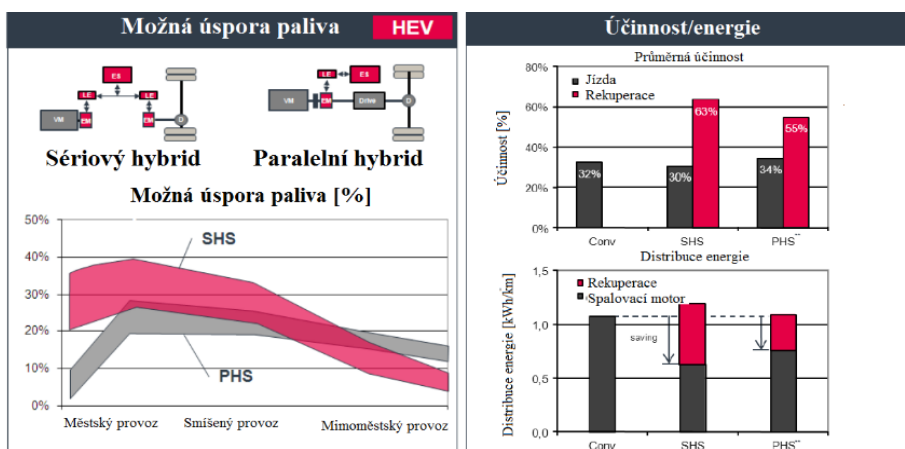 Možná úspora paliva
HEV
ES
LE
LE
VM
EM
EM
D
Sériový hybrid
LE
ES
VM
EM
Drive
D
Paralelní hybrid
Možná úspora paliva [%]
50%
40%
30%
20%
10%
0%
SHS
PHS
Městský provoz
Smíšený provoz
Mimoměstský provoz
Účinnost/energie
Průměrná účinnost
Účinnost [%]
80%
60%
40%
20%
0%
Jízda
Rekuperace
32%
30%
63%
34%
55%
Conv
SHS
PHS**
Distribuce energie
Distribuce energie [kWh/km]
1,5
1,0
0,5
0,0
Rekuperace
Spalovací motor
saving
Conv
SHS
PHS**